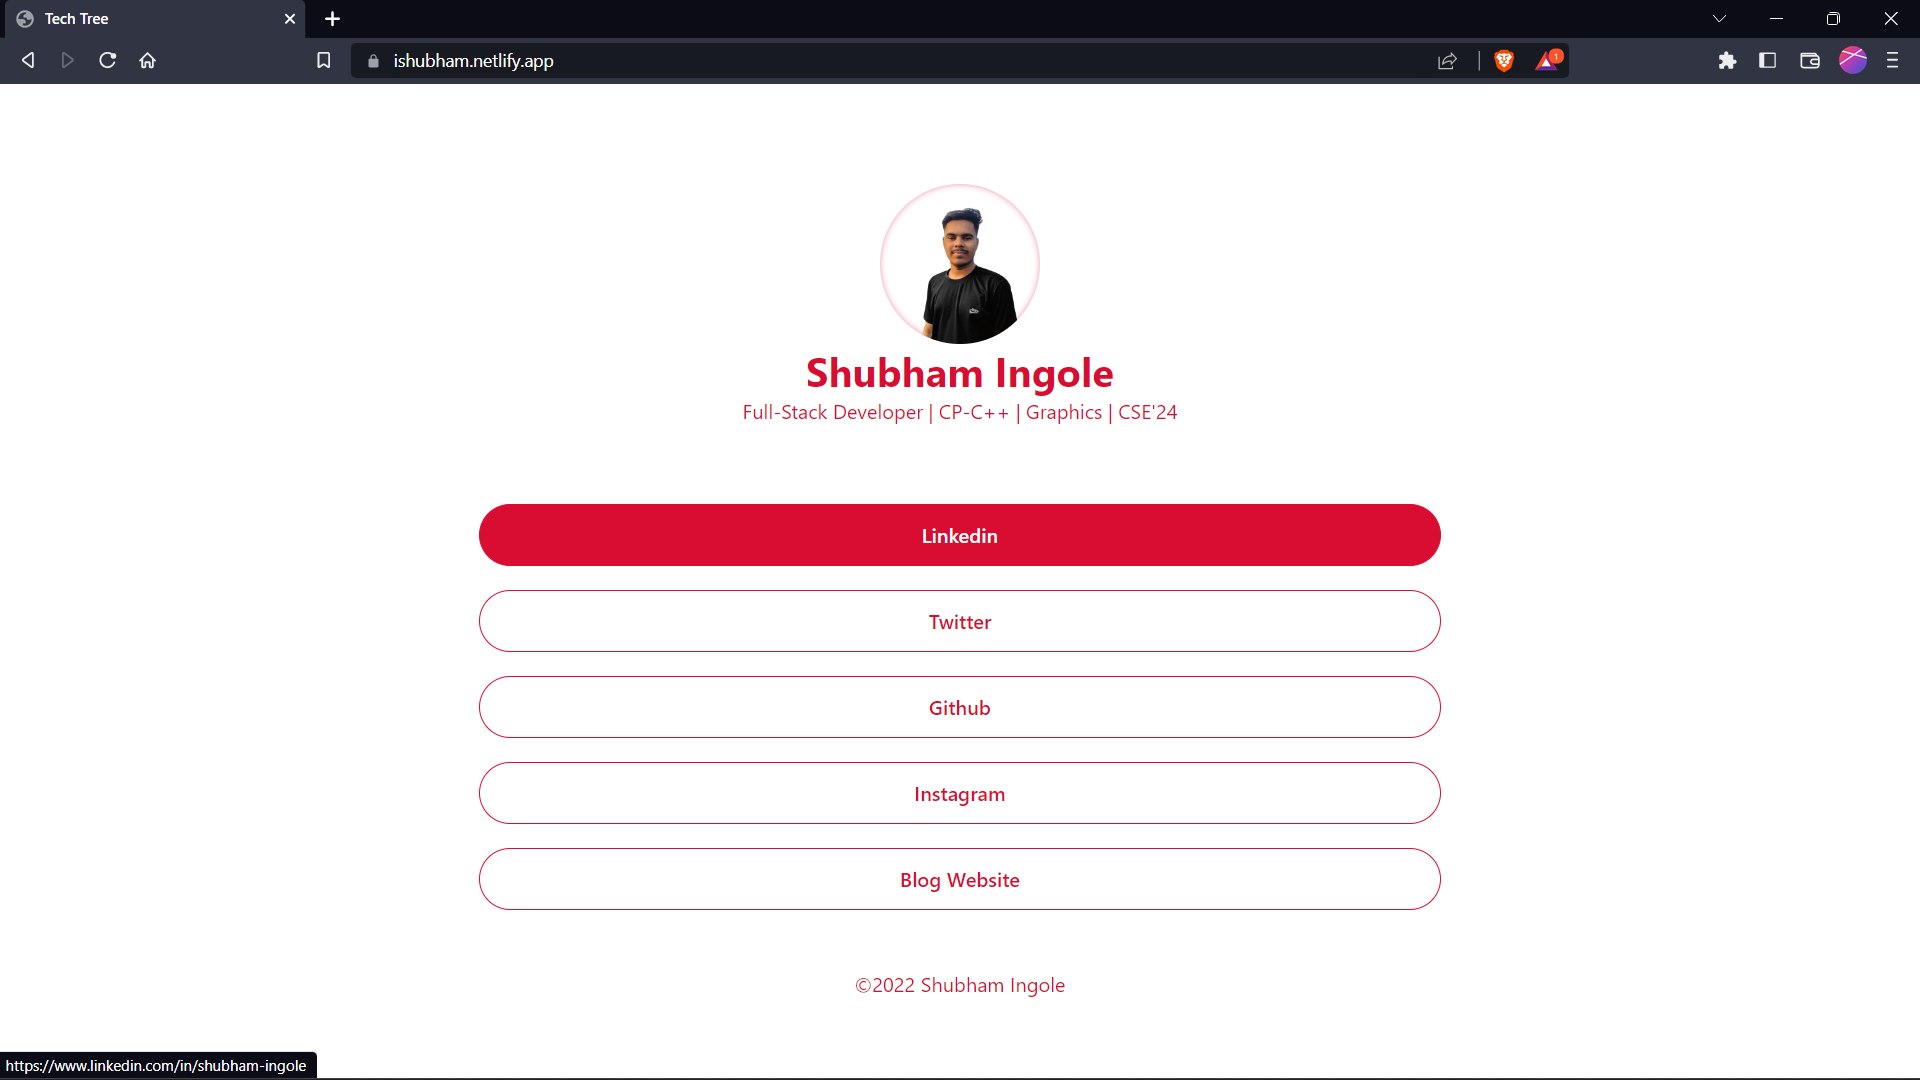 Tech Tree
ishubham.netlify.app
1
Shubham Ingole
Full-Stack Developer | CP-C++ | Graphics | CSE'24
Linkedin
Twitter
Github
Instagram
Blog Website
©2022 Shubham Ingole
https://www.linkedin.com/in/shubham-ingole